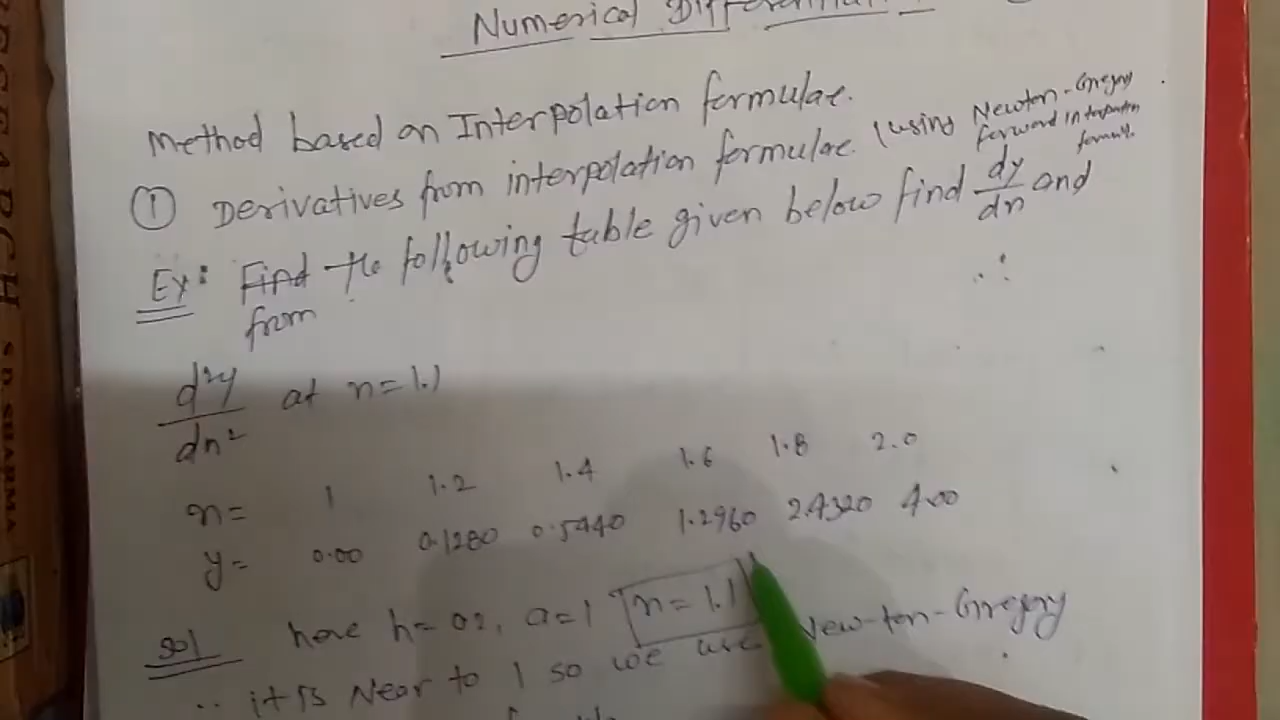 Numerical
Method based on Interpolation formulae.
① Derivatives from interpolation formulae (using Newton-Gregory
forward interpolation
formula.
Ex: Find the following table given below find dy/dn and
from
d²y/dn² at n=1.1
n= 1 1.2 1.4 1.6 1.8 2.0
y= 0.00 0.1280 0.5440 1.2960 2.4320 4.00
Sol here h= 02, a=1 n=1.1
∵ it is Near to 1 so we use Newton-Gregory
RESEARCH S.D. SHARMA